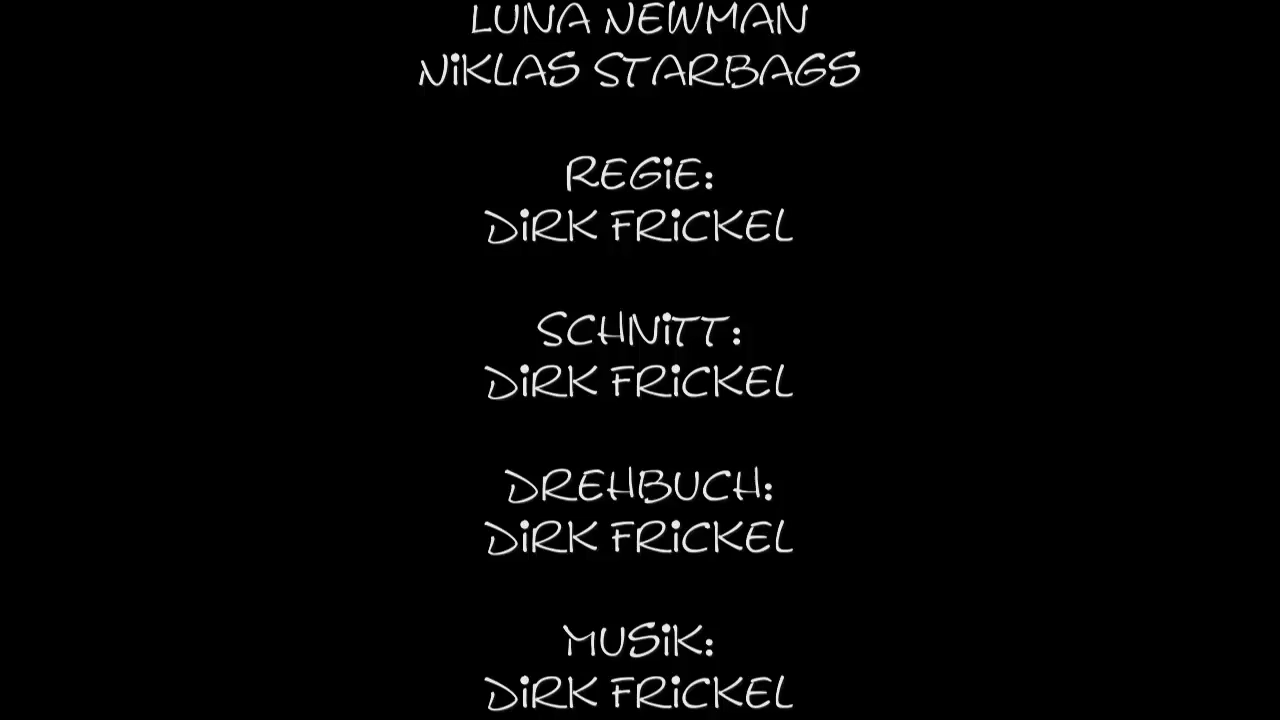 LUNA NEWMAN
NiKLAS STARBAGS
REGiE:
DiRK FRiCKEL
SCHNiTT:
DiRK FRiCKEL
DREHBUCH:
DiRK FRiCKEL
MUSiK:
DiRK FRiCKEL